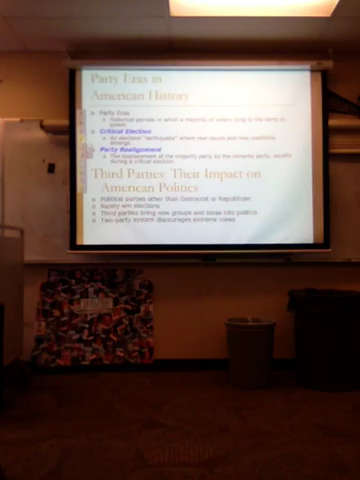 Party Eras in
American History
Party Eras
Historical periods in which a majority of voters cling to the party in
power
Critical Election
An electoral "earthquake" where new issues and new coalitions
emerge
Party Realignment
The displacement of the majority party by the minority party, usually
during a critical election.
Third Parties: Their Impact on
American Politics
Political parties other than Democrat or Republican
Rarely win elections
Third parties bring new groups and ideas into politics
Two-party system discourages extreme views